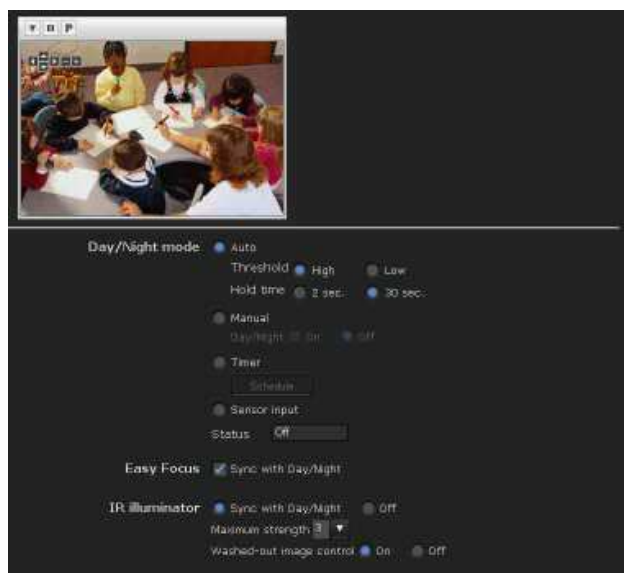 P
Day/Night mode Auto
Threshold High Low
Hold time 2 sec. 30 sec.
Manual
Day/Night On Off
Timer
Schedule
Sensor input
Status Off
Easy Focus Sync with Day/Night
IR illuminator Sync with Day/Night Off
Maximum strength 3
Washed-out image control On Off